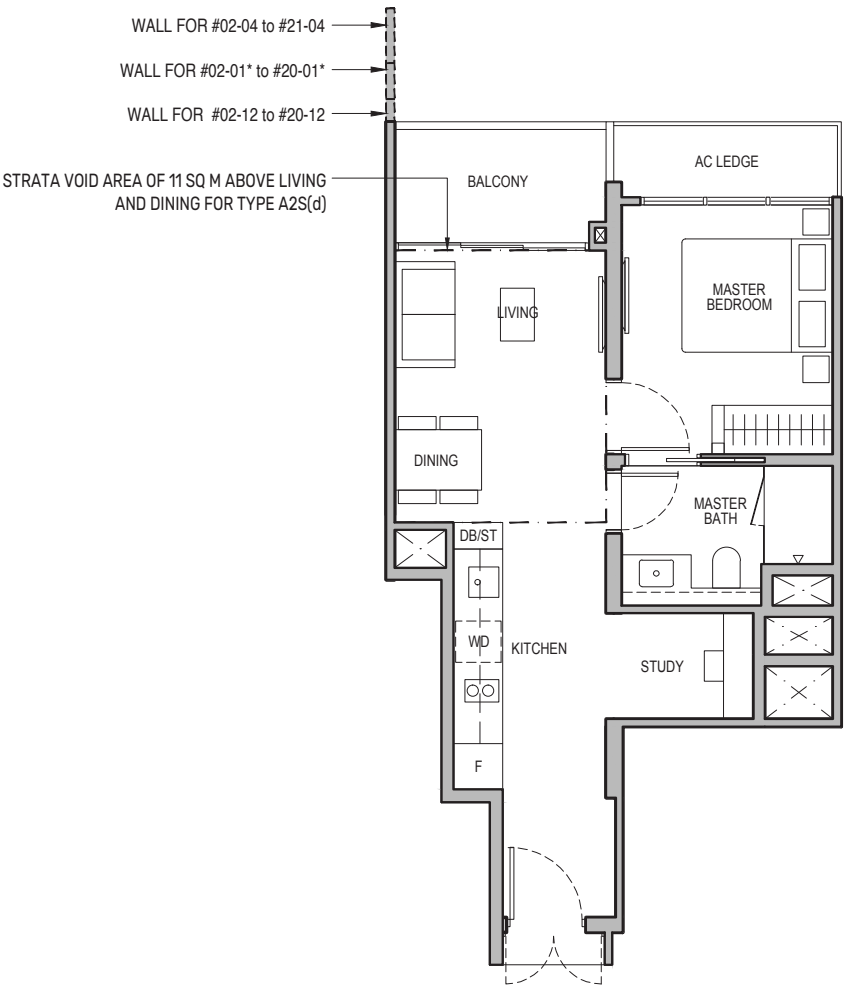 WALL FOR #02-04 to #21-04
WALL FOR #02-01* to #20-01*
WALL FOR #02-12 to #20-12
STRATA VOID AREA OF 11 SQ M ABOVE LIVING
AND DINING FOR TYPE A2S(d)
BALCONY
AC LEDGE
LIVING
MASTER
BEDROOM
DINING
MASTER
BATH
DB/ST
WD
KITCHEN
STUDY
F